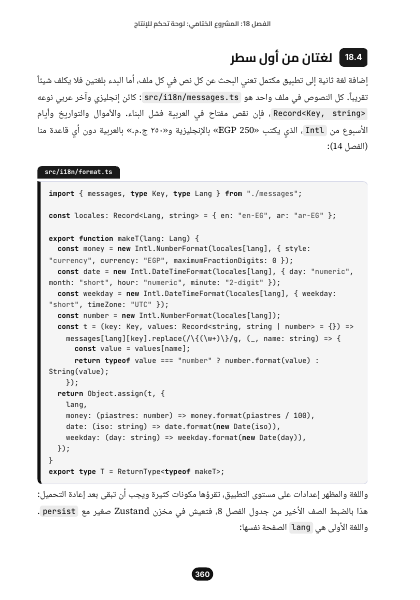 الفصل 18: المشروع الختامي: لوحة تحكم للإنتاج
18.4 لغتان من أول سطر
إضافة لغة ثانية إلى تطبيق مكتمل تعني البحث عن كل نص في كل ملف، أما البدء بلغتين فلا يكلف شيئاً
تقريباً. كل النصوص في ملف واحد هو src/i18n/messages.ts : كائن إنجليزي وآخر عربي نوعه
Record<Key, string> ، فإن نقص مفتاح في العربية فشل البناء. والأموال والتواريخ وأيام
الأسبوع من Intl ، الذي يكتب «EGP 250» بالإنجليزية و«٢٥٠ ج.م.» بالعربية دون أي قاعدة منا
(الفصل 14):
src/i18n/format.ts
import { messages, type Key, type Lang } from "./messages";
const locales: Record<Lang, string> = { en: "en-EG", ar: "ar-EG" };
export function makeT(lang: Lang) {
  const money = new Intl.NumberFormat(locales[lang], { style:
"currency", currency: "EGP", maximumFractionDigits: 0 });
  const date = new Intl.DateTimeFormat(locales[lang], { day: "numeric",
month: "short", hour: "numeric", minute: "2-digit" });
  const weekday = new Intl.DateTimeFormat(locales[lang], { weekday:
"short", timeZone: "UTC" });
  const number = new Intl.NumberFormat(locales[lang]);
  const t = (key: Key, values: Record<string, string | number> = {}) =>
    messages[lang][key].replace(/\{(\w+)\}/g, (_, name: string) => {
      const value = values[name];
      return typeof value === "number" ? number.format(value) :
String(value);
    });
  return Object.assign(t, {
    lang,
    money: (piastres: number) => money.format(piastres / 100),
    date: (iso: string) => date.format(new Date(iso)),
    weekday: (day: string) => weekday.format(new Date(day)),
  });
}
export type T = ReturnType<typeof makeT>;
واللغة والمظهر إعدادات على مستوى التطبيق، تقرؤها مكونات كثيرة ويجب أن تبقى بعد إعادة التحميل؛
هذا بالضبط الصف الأخير من جدول الفصل 8، فتعيش في مخزن Zustand صغير مع persist .
واللغة الأولى هي lang الصفحة نفسها:
360